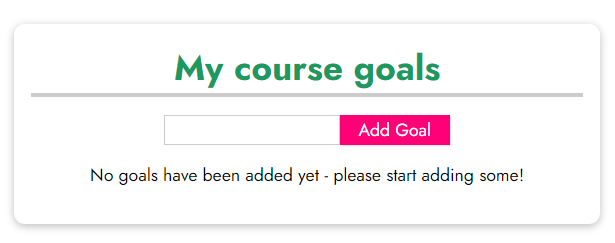 My course goals
Add Goal
No goals have been added yet - please start adding some!